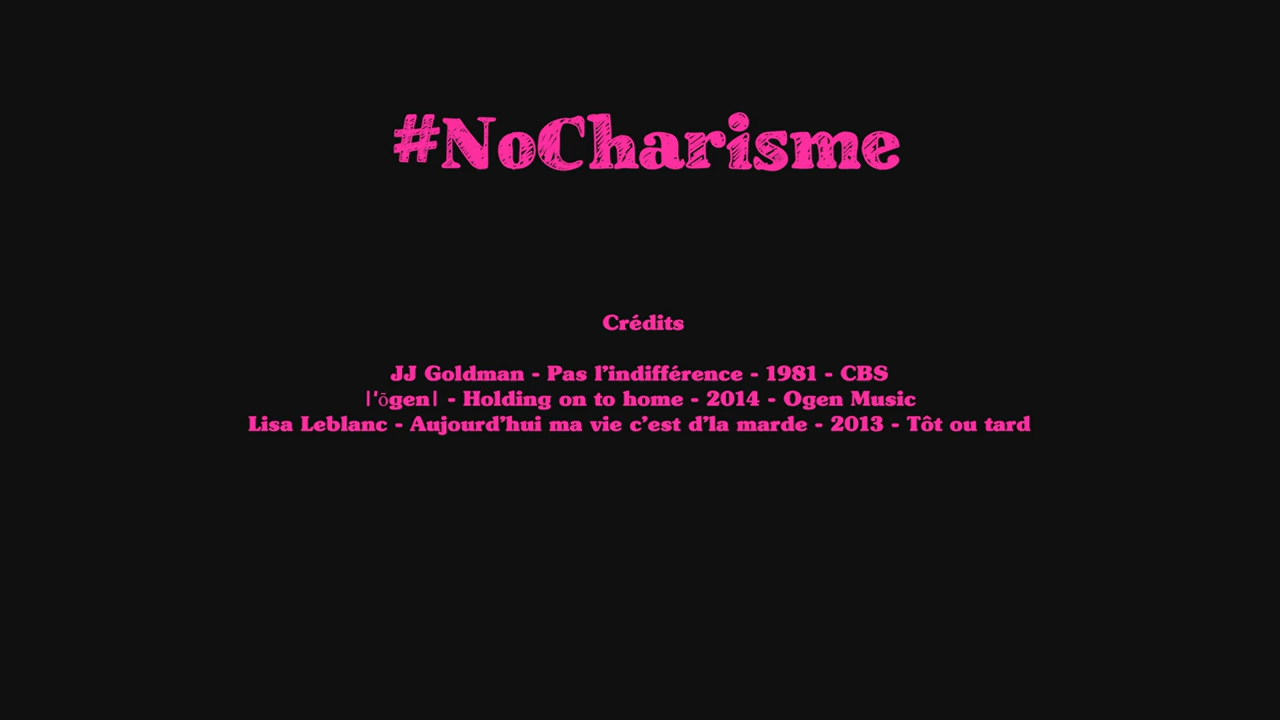 #NoCharisme
Crédits
JJ Goldman - Pas l’indifférence - 1981 - CBS
|'ōgen| - Holding on to home - 2014 - Ogen Music
Lisa Leblanc - Aujourd’hui ma vie c’est d’la marde - 2013 - Tôt ou tard